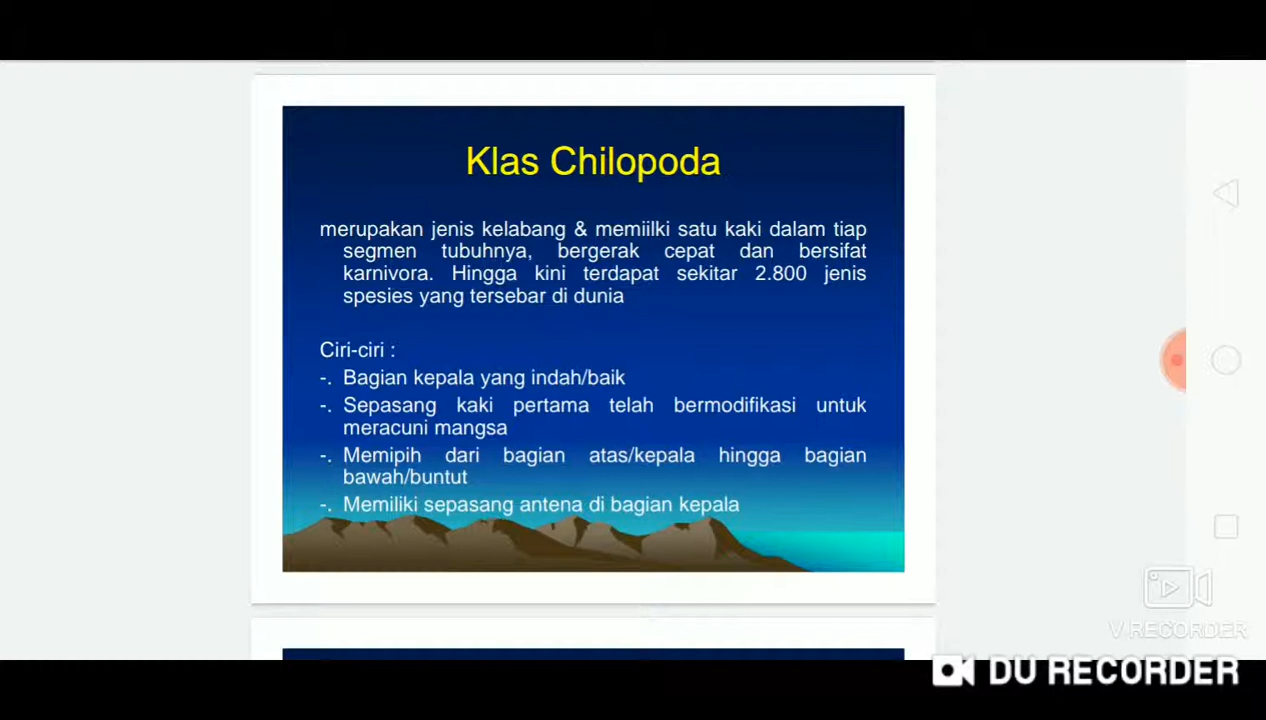 Klas Chilopoda
merupakan jenis kelabang & memiilki satu kaki dalam tiap
segmen tubuhnya, bergerak cepat dan bersifat
karnivora. Hingga kini terdapat sekitar 2.800 jenis
spesies yang tersebar di dunia
Ciri-ciri :
-. Bagian kepala yang indah/baik
-. Sepasang kaki pertama telah bermodifikasi untuk
meracuni mangsa
-. Memipih dari bagian atas/kepala hingga bagian
bawah/buntut
-. Memiliki sepasang antena di bagian kepala
V RECORDER
DU RECORDER